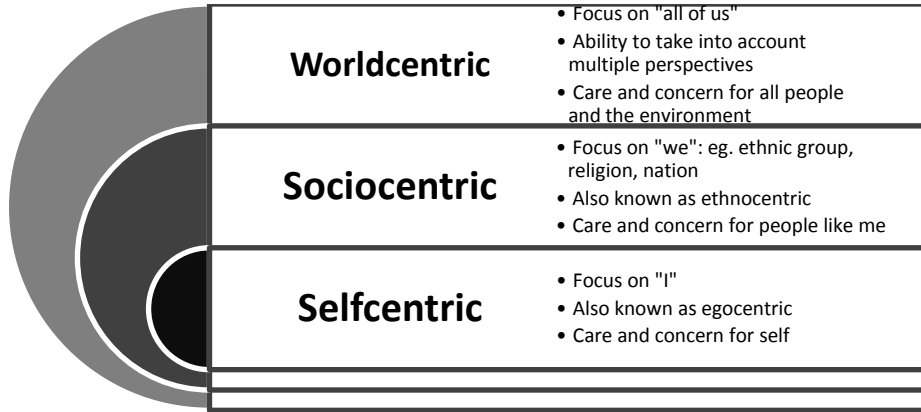 Worldcentric
• Focus on "all of us"
• Ability to take into account
multiple perspectives
• Care and concern for all people
and the environment
Sociocentric
• Focus on "we": eg. ethnic group,
religion, nation
• Also known as ethnocentric
• Care and concern for people like me
Selfcentric
• Focus on "I"
• Also known as egocentric
• Care and concern for self